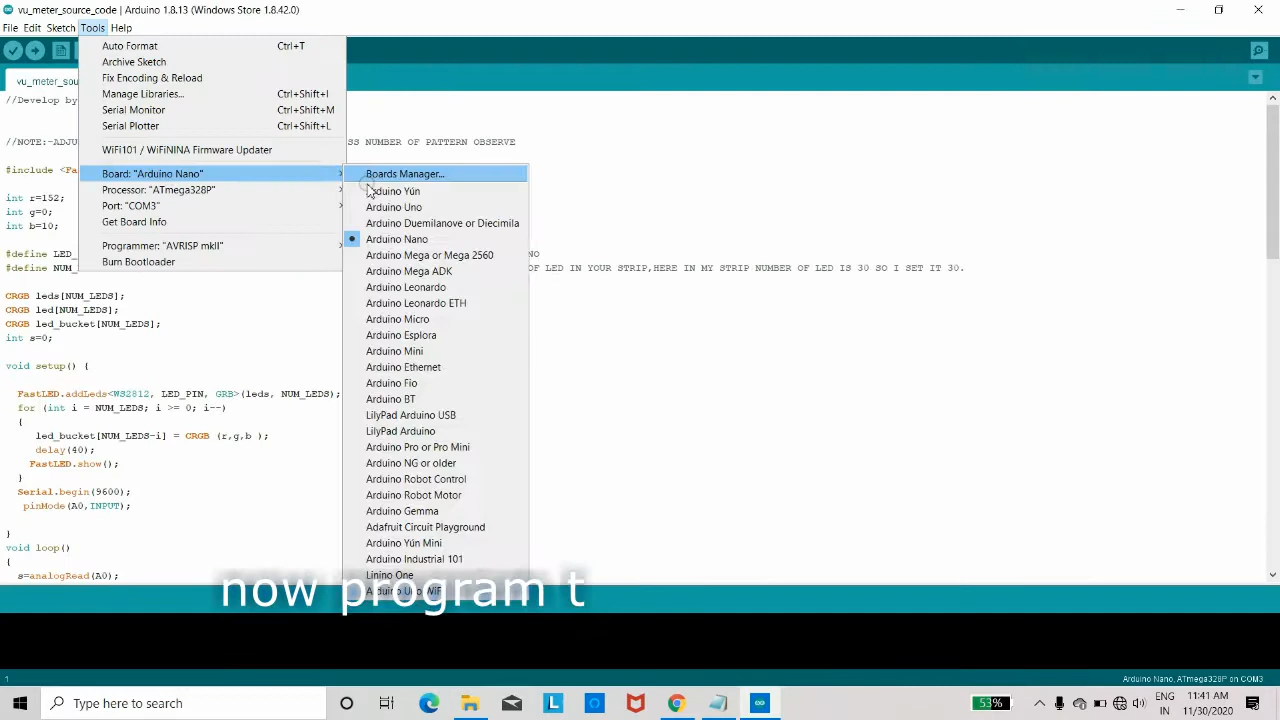 vu_meter_source_code | Arduino 1.8.13 (Windows Store 1.8.42.0)
File Edit Sketch Tools Help
Auto Format Ctrl+T
Archive Sketch
Fix Encoding & Reload
Manage Libraries... Ctrl+Shift+I
Serial Monitor Ctrl+Shift+M
Serial Plotter Ctrl+Shift+L
WiFi101 / WiFiNINA Firmware Updater
Board: "Arduino Nano"
Processor: "ATmega328P"
Port: "COM3"
Get Board Info
Programmer: "AVRISP mkII"
Burn Bootloader
Boards Manager...
Arduino Yún
Arduino Uno
Arduino Duemilanove or Diecimila
Arduino Nano
Arduino Mega or Mega 2560
Arduino Mega ADK
Arduino Leonardo
Arduino Leonardo ETH
Arduino Micro
Arduino Esplora
Arduino Mini
Arduino Ethernet
Arduino Fio
Arduino BT
LilyPad Arduino USB
LilyPad Arduino
Arduino Pro or Pro Mini
Arduino NG or older
Arduino Robot Control
Arduino Robot Motor
Arduino Gemma
Adafruit Circuit Playground
Arduino Yún Mini
Arduino Industrial 101
Linino One
Arduino Uno WiFi
vu_meter_sou
//Develop by
//NOTE:-ADJU SS NUMBER OF PATTERN OBSERVE
#include <Fa
int r=152;
int g=0;
int b=10;
#define LED_ NO
#define NUM_ OF LED IN YOUR STRIP,HERE IN MY STRIP NUMBER OF LED IS 30 SO I SET IT 30.
CRGB leds[NUM_LEDS];
CRGB led[NUM_LEDS];
CRGB led_bucket[NUM_LEDS];
int s=0;
void setup() {
FastLED.addLeds<WS2812, LED_PIN, GRB>(leds, NUM_LEDS);
for (int i = NUM_LEDS; i >= 0; i--)
{
led_bucket[NUM_LEDS-i] = CRGB (r,g,b );
delay(40);
FastLED.show();
}
Serial.begin(9600);
pinMode(A0,INPUT);
}
void loop()
{
s=analogRead(A0);
now program t
1 Arduino Nano, ATmega328P on COM3
Type here to search
53%
ENG
IN
11:41 AM
11/30/2020